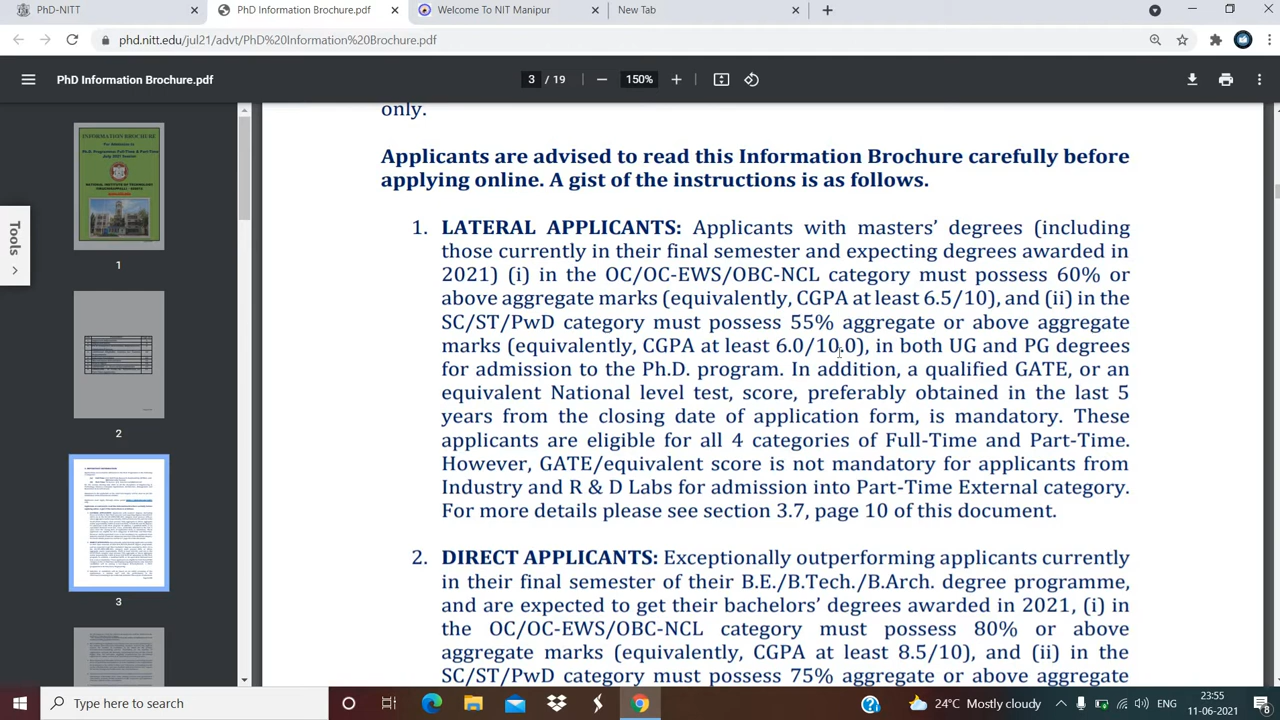 PhD-NITT
PhD Information Brochure.pdf
Welcome To NIT Manipur
New Tab
phd.nitt.edu/jul21/advt/PhD%20Information%20Brochure.pdf
PhD Information Brochure.pdf
3 / 19
150%
Tools
1
2
3
only.
Applicants are advised to read this Information Brochure carefully before
applying online. A gist of the instructions is as follows.
1. LATERAL APPLICANTS: Applicants with masters’ degrees (including
those currently in their final semester and expecting degrees awarded in
2021) (i) in the OC/OC-EWS/OBC-NCL category must possess 60% or
above aggregate marks (equivalently, CGPA at least 6.5/10), and (ii) in the
SC/ST/PwD category must possess 55% aggregate or above aggregate
marks (equivalently, CGPA at least 6.0/10.0), in both UG and PG degrees
for admission to the Ph.D. program. In addition, a qualified GATE, or an
equivalent National level test, score, preferably obtained in the last 5
years from the closing date of application form, is mandatory. These
applicants are eligible for all 4 categories of Full-Time and Part-Time.
However, GATE/equivalent score is not mandatory for applicants from
Industry and R & D Labs for admission into Part-Time External category.
For more details please see section 3.7, page 10 of this document.
2. DIRECT APPLICANTS: Exceptionally performing applicants currently
in their final semester of their B.E./B.Tech./B.Arch. degree programme,
and are expected to get their bachelors’ degrees awarded in 2021, (i) in
the OC/OC-EWS/OBC-NCL category must possess 80% or above
aggregate marks (equivalently, CGPA at least 8.5/10), and (ii) in the
SC/ST/PwD category must possess 75% aggregate or above aggregate
Type here to search
24°C Mostly cloudy
ENG
23:55
11-06-2021
8